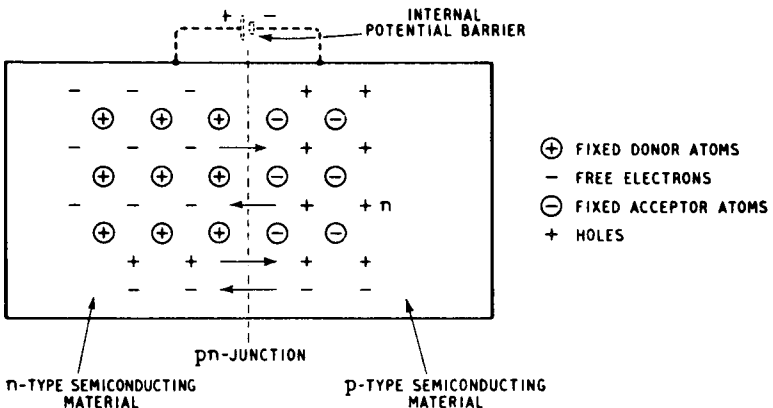 INTERNAL
POTENTIAL BARRIER
+ −
− − − + +
⊕ ⊕ ⊕ ⊖ ⊖
− − − → + +
⊕ ⊕ ⊕ ⊖ ⊖
− − − ← + + n
⊕ ⊕ ⊕ ⊖ ⊖
+ + → + +
− − ← − −
⊕ FIXED DONOR ATOMS
− FREE ELECTRONS
⊖ FIXED ACCEPTOR ATOMS
+ HOLES
pn-JUNCTION
n-TYPE SEMICONDUCTING
MATERIAL
p-TYPE SEMICONDUCTING
MATERIAL